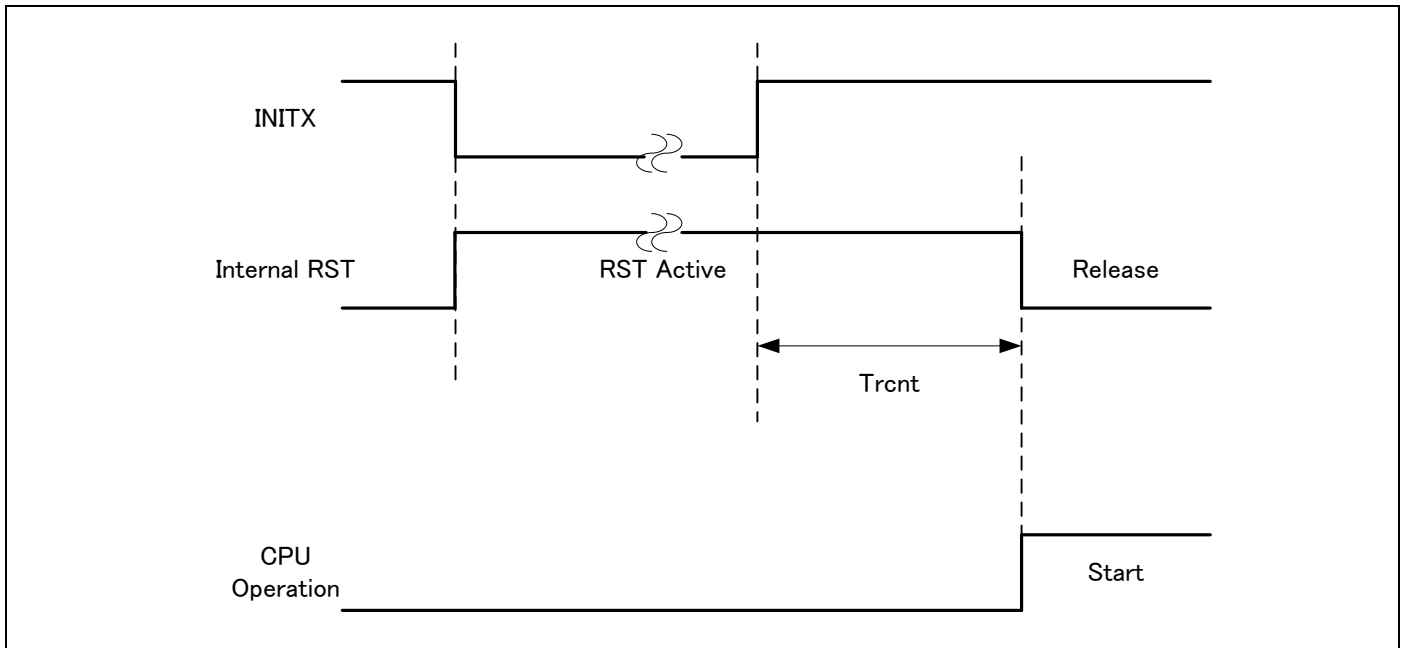 INITX
Internal RST
RST Active
Release
Trcnt
CPU
Operation
Start